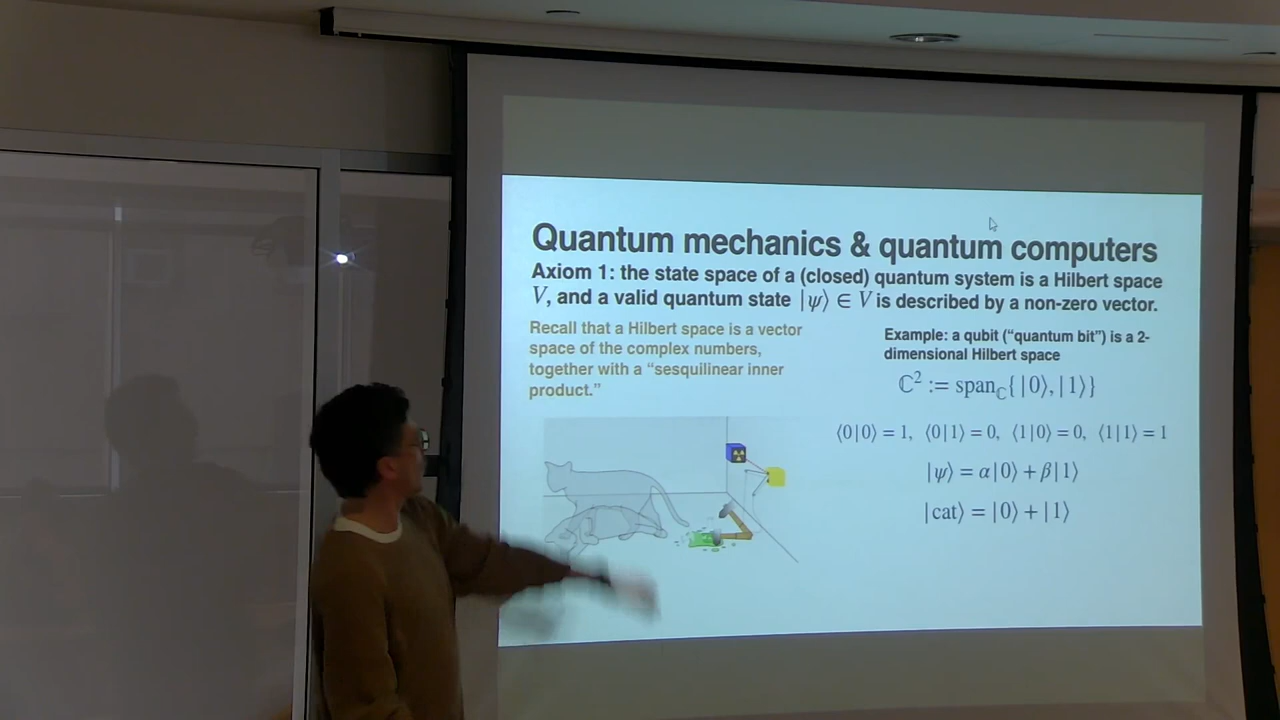 Quantum mechanics & quantum computers
Axiom 1: the state space of a (closed) quantum system is a Hilbert space
V, and a valid quantum state |ψ⟩ ∈ V is described by a non-zero vector.
Recall that a Hilbert space is a vector
space of the complex numbers,
together with a “sesquilinear inner
product.”
Example: a qubit (“quantum bit”) is a 2-
dimensional Hilbert space
ℂ² := span_ℂ{|0⟩, |1⟩}
⟨0|0⟩ = 1, ⟨0|1⟩ = 0, ⟨1|0⟩ = 0, ⟨1|1⟩ = 1
|ψ⟩ = α|0⟩ + β|1⟩
|cat⟩ = |0⟩ + |1⟩